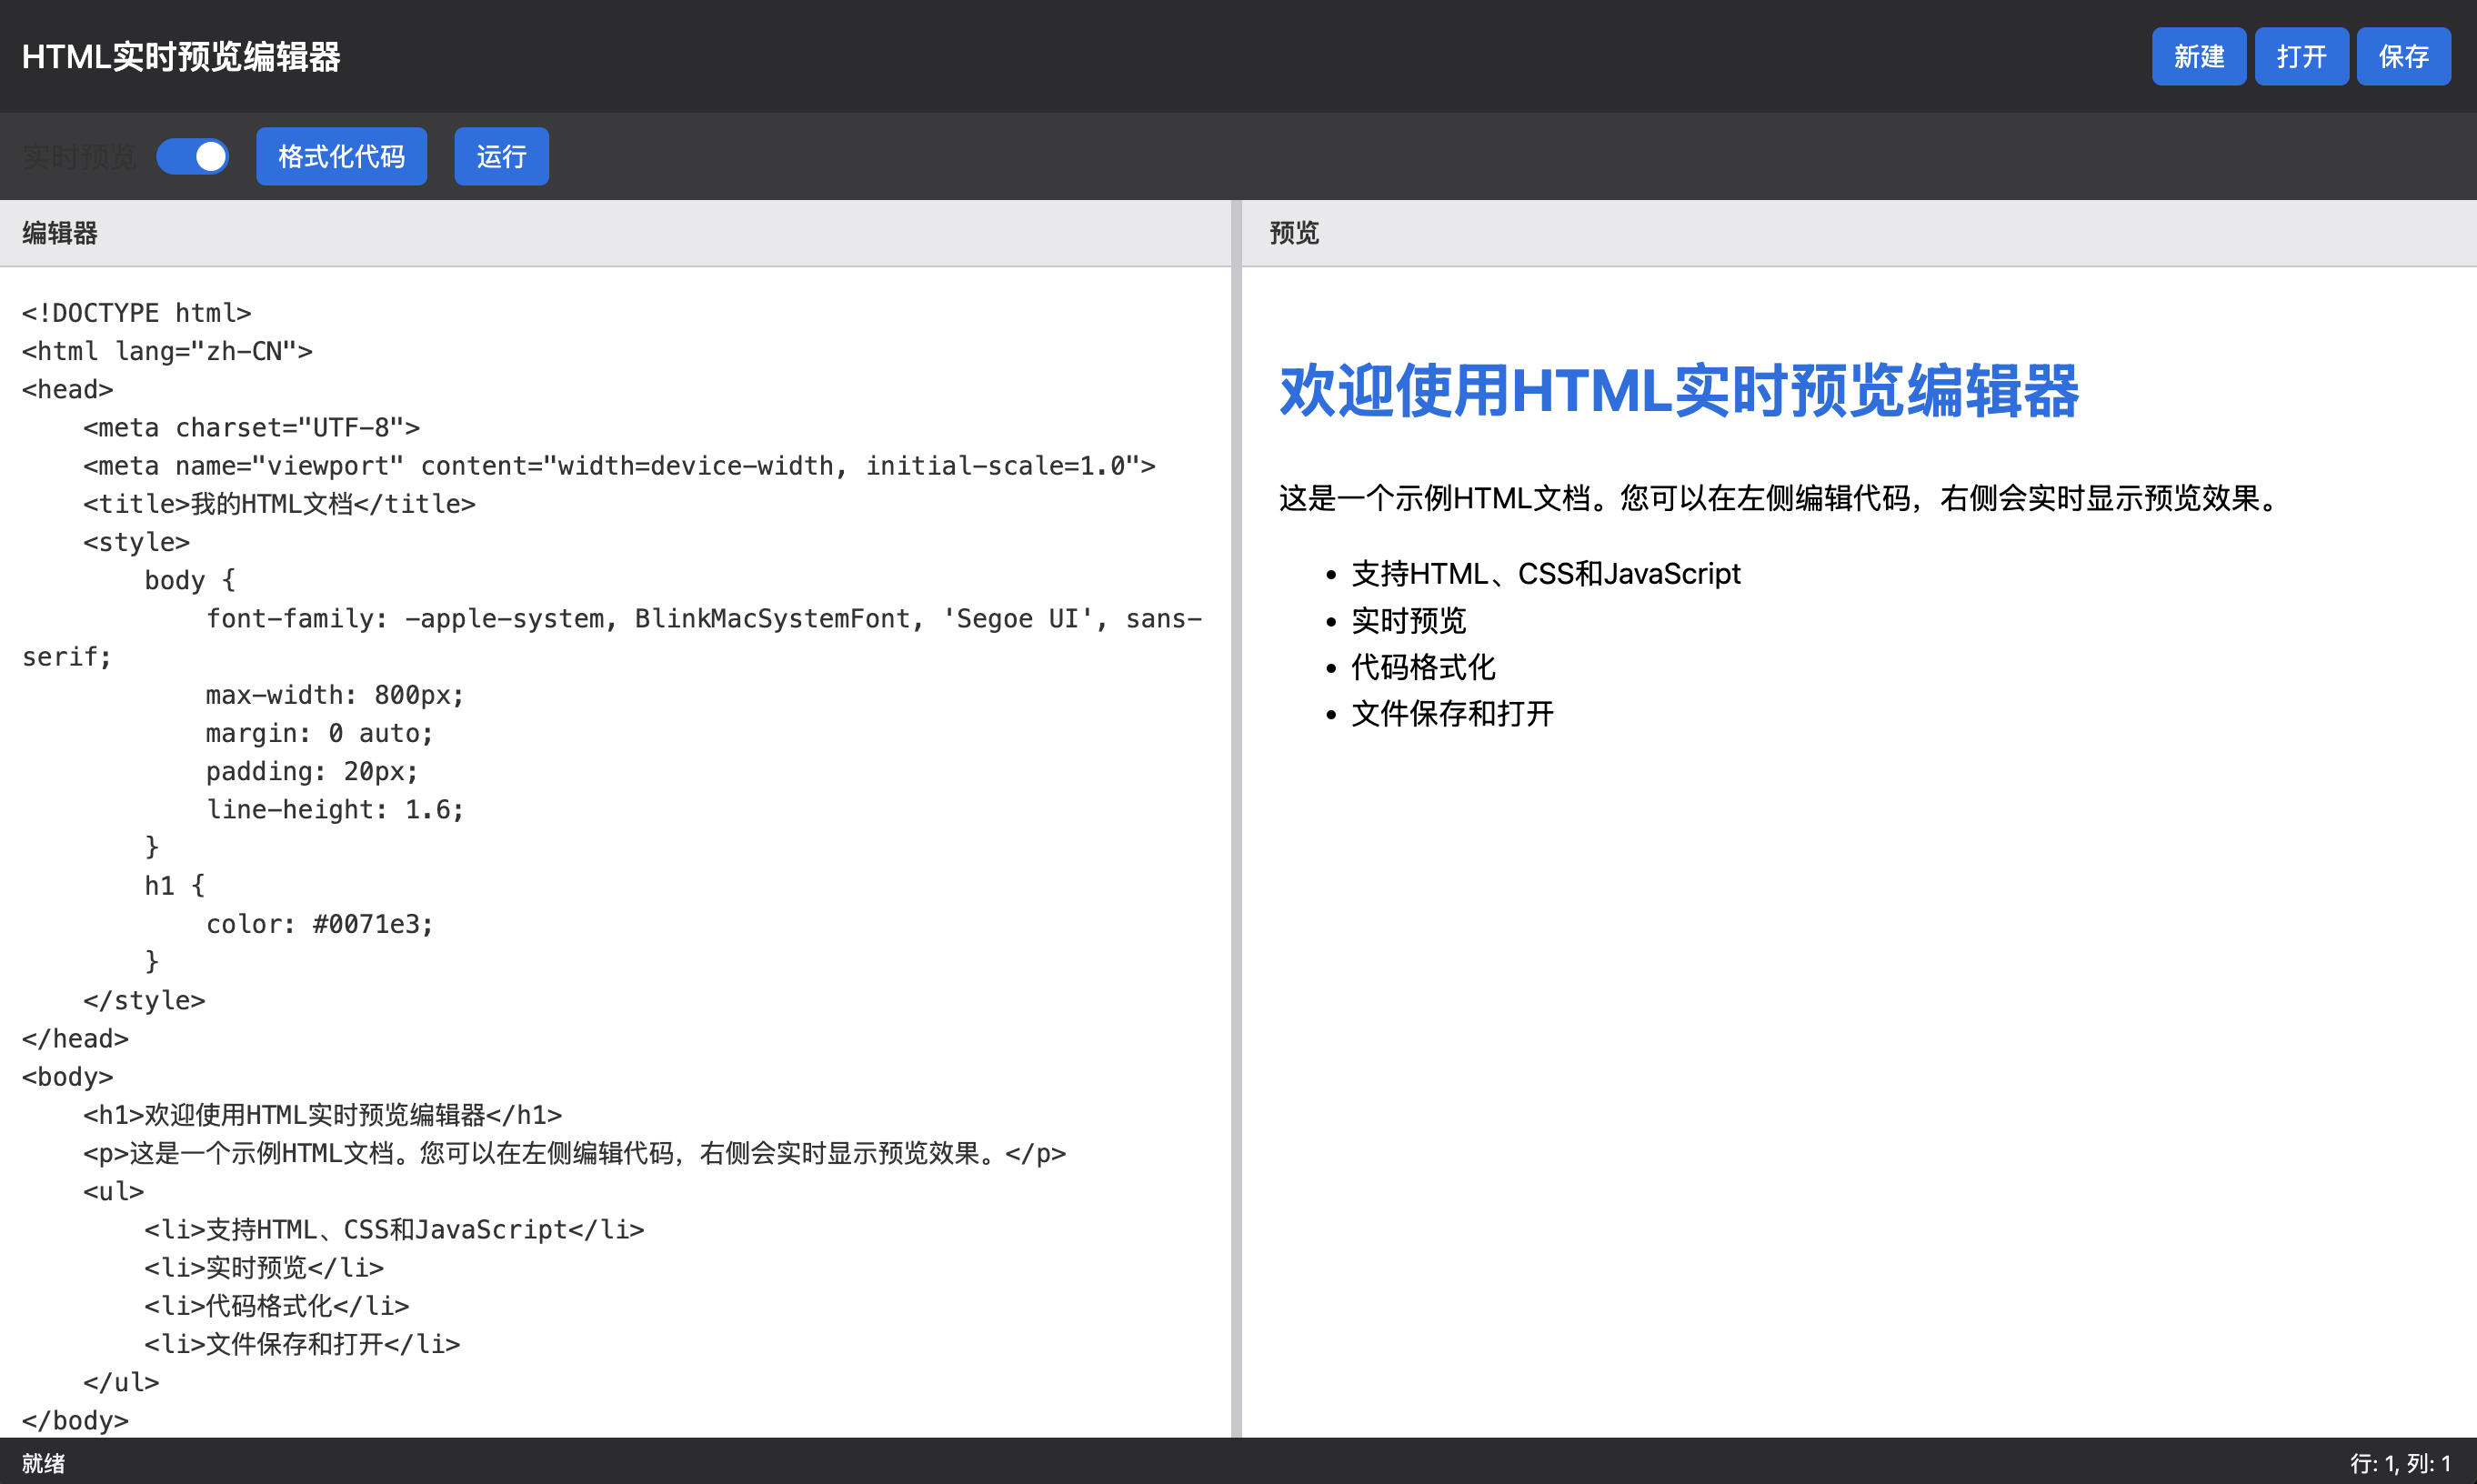 HTML实时预览编辑器
新建 打开 保存
实时预览 格式化代码 运行
编辑器
<!DOCTYPE html>
<html lang="zh-CN">
<head>
    <meta charset="UTF-8">
    <meta name="viewport" content="width=device-width, initial-scale=1.0">
    <title>我的HTML文档</title>
    <style>
        body {
            font-family: -apple-system, BlinkMacSystemFont, 'Segoe UI', sans-
serif;
            max-width: 800px;
            margin: 0 auto;
            padding: 20px;
            line-height: 1.6;
        }
        h1 {
            color: #0071e3;
        }
    </style>
</head>
<body>
    <h1>欢迎使用HTML实时预览编辑器</h1>
    <p>这是一个示例HTML文档。您可以在左侧编辑代码，右侧会实时显示预览效果。</p>
    <ul>
        <li>支持HTML、CSS和JavaScript</li>
        <li>实时预览</li>
        <li>代码格式化</li>
        <li>文件保存和打开</li>
    </ul>
</body>
预览
欢迎使用HTML实时预览编辑器
这是一个示例HTML文档。您可以在左侧编辑代码，右侧会实时显示预览效果。
• 支持HTML、CSS和JavaScript
• 实时预览
• 代码格式化
• 文件保存和打开
就绪
行: 1, 列: 1